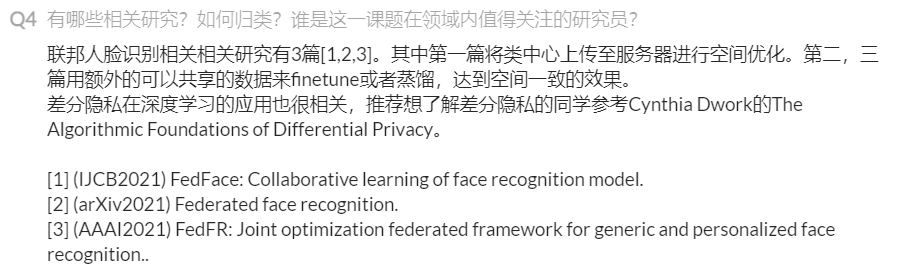 Q4 有哪些相关研究?如何归类?谁是这一课题在领域内值得关注的研究员?
联邦人脸识别相关相关研究有3篇[1,2,3]。其中第一篇将类中心上传至服务器进行空间优化。第二，三
篇用额外的可以共享的数据来finetune或者蒸馏，达到空间一致的效果。
差分隐私在深度学习的应用也很相关，推荐想了解差分隐私的同学参考Cynthia Dwork的The
Algorithmic Foundations of Differential Privacy。
[1] (IJCB2021) FedFace: Collaborative learning of face recognition model.
[2] (arXiv2021) Federated face recognition.
[3] (AAAI2021) FedFR: Joint optimization federated framework for generic and personalized face
recognition..